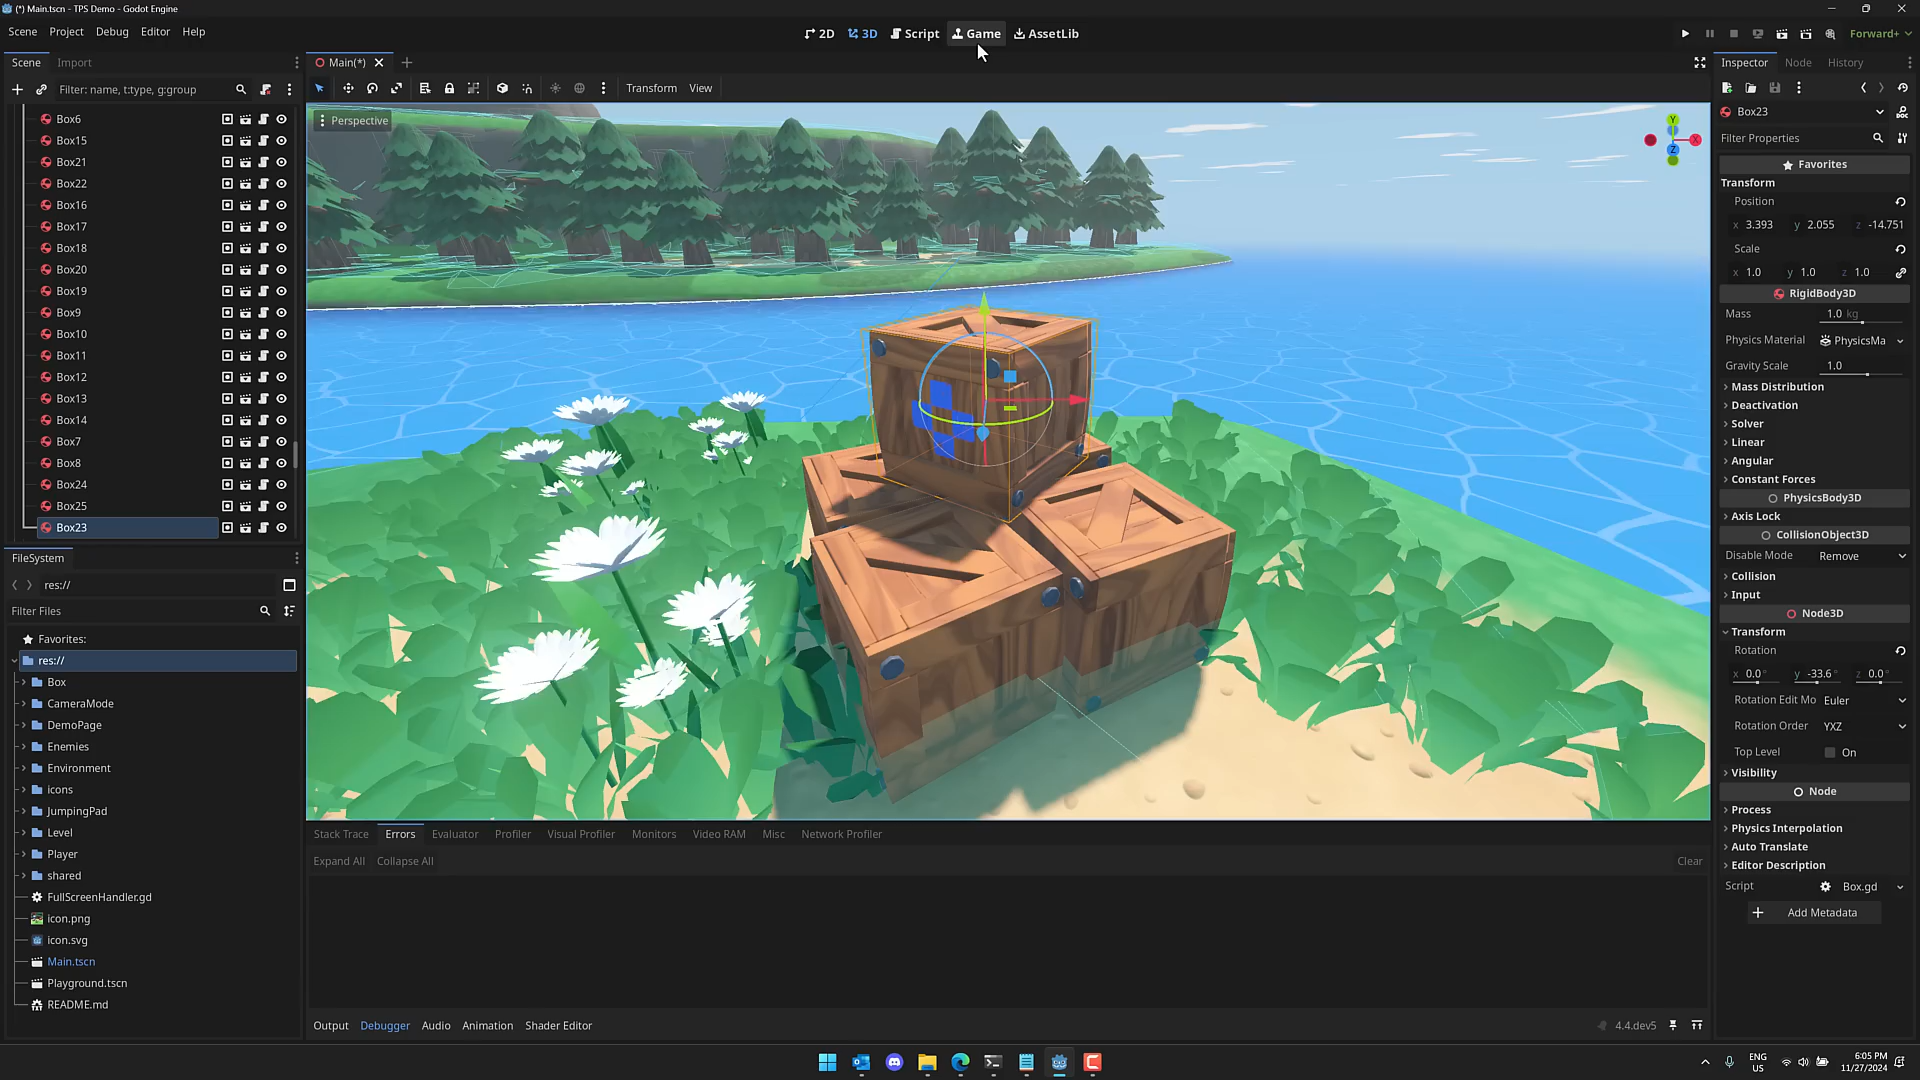 (*) Main.tscn - TPS Demo - Godot Engine
Scene Project Debug Editor Help
2D 3D Script Game AssetLib
Forward+
Scene Import
Main(*)
Inspector Node History
Filter: name, t:type, g:group
Transform View
Perspective
Box6
Box15
Box21
Box22
Box16
Box17
Box18
Box20
Box19
Box9
Box10
Box11
Box12
Box13
Box14
Box7
Box8
Box24
Box25
Box23
FileSystem
res://
Filter Files
Favorites:
res://
Box
CameraMode
DemoPage
Enemies
Environment
icons
JumpingPad
Level
Player
shared
FullScreenHandler.gd
icon.png
icon.svg
Main.tscn
Playground.tscn
README.md
Y
X
Z
Stack Trace Errors Evaluator Profiler Visual Profiler Monitors Video RAM Misc Network Profiler
Expand All Collapse All Clear
Output Debugger Audio Animation Shader Editor
4.4.dev5
Box23
Filter Properties
Favorites
Transform
Position
x 3.393 y 2.055 z -14.751
Scale
x 1.0 y 1.0 z 1.0
RigidBody3D
Mass 1.0 kg
Physics Material PhysicsMa
Gravity Scale 1.0
Mass Distribution
Deactivation
Solver
Linear
Angular
Constant Forces
PhysicsBody3D
Axis Lock
CollisionObject3D
Disable Mode Remove
Collision
Input
Node3D
Transform
Rotation
x 0.0° y -33.6° z 0.0°
Rotation Edit Mo Euler
Rotation Order YXZ
Top Level On
Visibility
Node
Process
Physics Interpolation
Auto Translate
Editor Description
Script Box.gd
Add Metadata
ENG
US
6:05 PM
11/27/2024